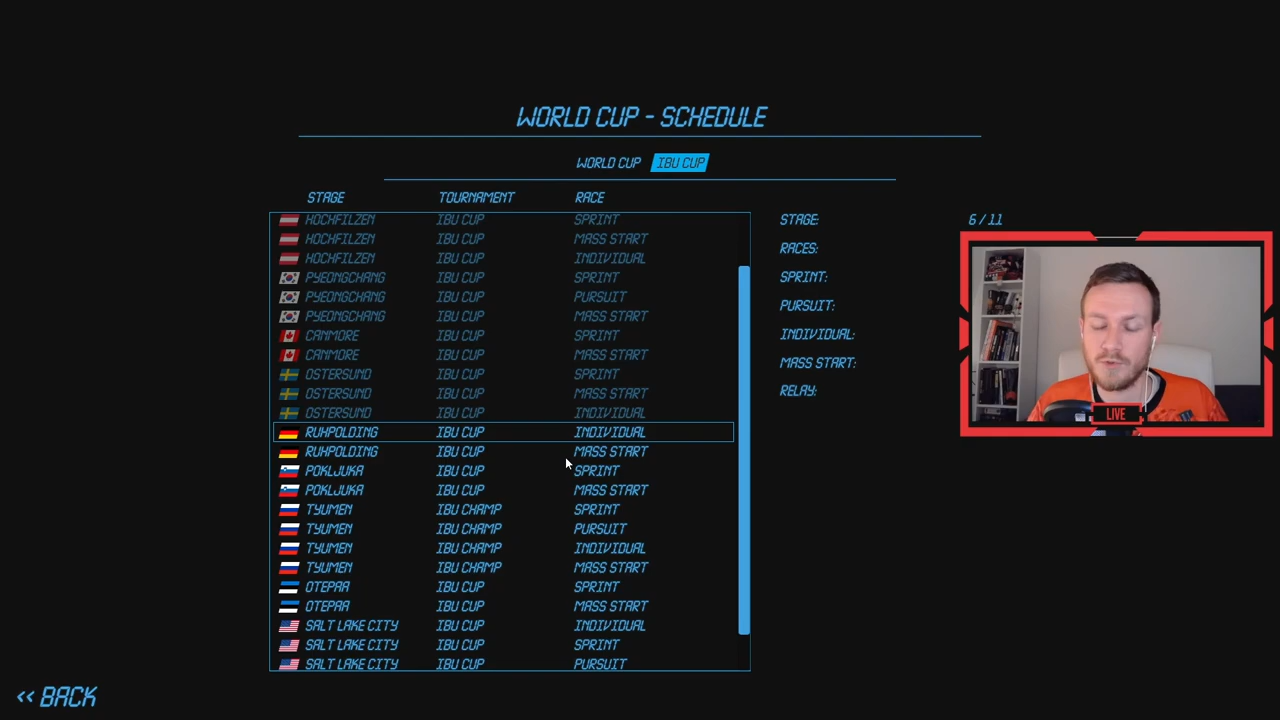 WORLD CUP - SCHEDULE
WORLD CUP IBU CUP
STAGE TOURNAMENT RACE
HOCHFILZEN IBU CUP SPRINT
HOCHFILZEN IBU CUP MASS START
HOCHFILZEN IBU CUP INDIVIDUAL
PYEONGCHANG IBU CUP SPRINT
PYEONGCHANG IBU CUP PURSUIT
PYEONGCHANG IBU CUP MASS START
CANMORE IBU CUP SPRINT
CANMORE IBU CUP MASS START
OSTERSUND IBU CUP SPRINT
OSTERSUND IBU CUP MASS START
OSTERSUND IBU CUP INDIVIDUAL
RUHPOLDING IBU CUP INDIVIDUAL
RUHPOLDING IBU CUP MASS START
POKLJUKA IBU CUP SPRINT
POKLJUKA IBU CUP MASS START
TYUMEN IBU CHAMP SPRINT
TYUMEN IBU CHAMP PURSUIT
TYUMEN IBU CHAMP INDIVIDUAL
TYUMEN IBU CHAMP MASS START
OTEPAA IBU CUP SPRINT
OTEPAA IBU CUP MASS START
SALT LAKE CITY IBU CUP INDIVIDUAL
SALT LAKE CITY IBU CUP SPRINT
SALT LAKE CITY IBU CUP PURSUIT
STAGE: 6 / 11
RACES:
SPRINT:
PURSUIT:
INDIVIDUAL:
MASS START:
RELAY:
LIVE
<< BACK